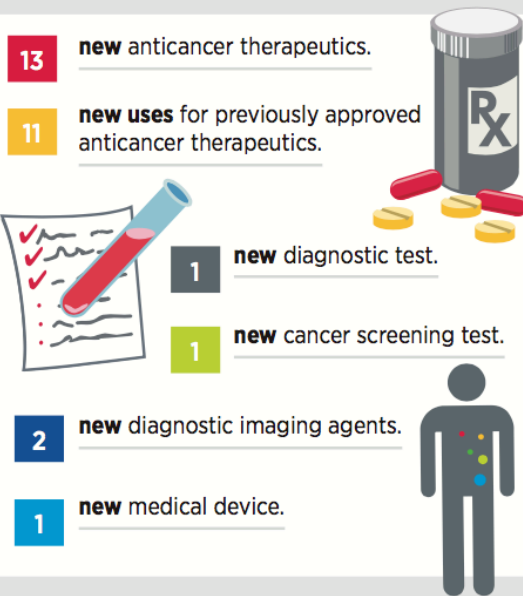 13
new anticancer therapeutics.
11
new uses for previously approved
anticancer therapeutics.
Rx
1
new diagnostic test.
1
new cancer screening test.
2
new diagnostic imaging agents.
1
new medical device.